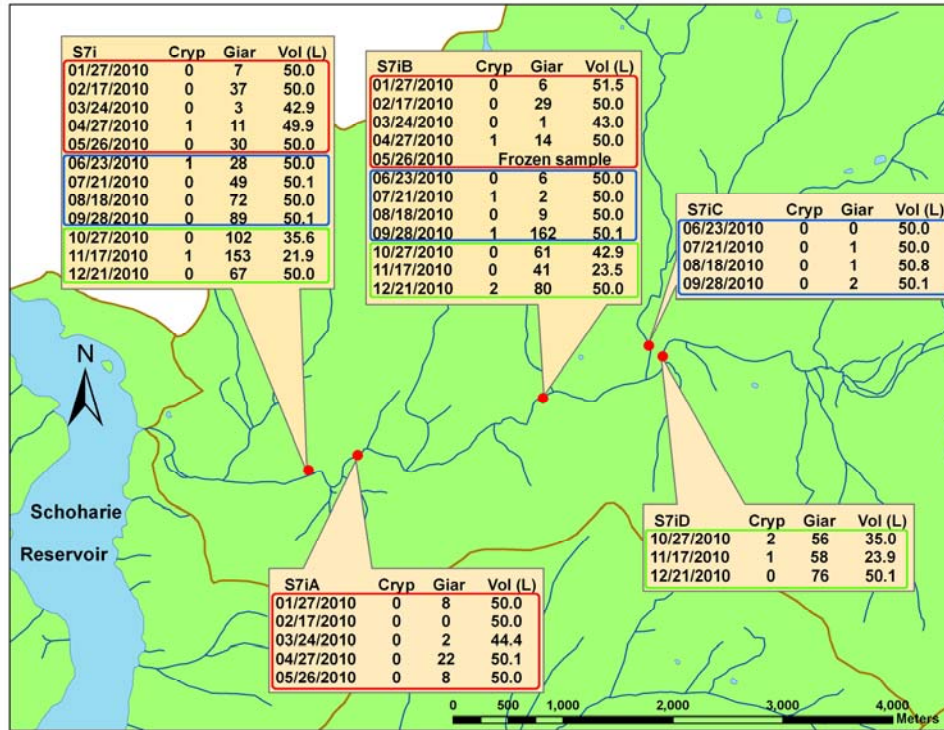 S7i Cryp Giar Vol (L)
01/27/2010 0 7 50.0
02/17/2010 0 37 50.0
03/24/2010 0 3 42.9
04/27/2010 1 11 49.9
05/26/2010 0 30 50.0
06/23/2010 1 28 50.0
07/21/2010 0 49 50.1
08/18/2010 0 72 50.0
09/28/2010 0 89 50.1
10/27/2010 0 102 35.6
11/17/2010 1 153 21.9
12/21/2010 0 67 50.0
S7iB Cryp Giar Vol (L)
01/27/2010 0 6 51.5
02/17/2010 0 29 50.0
03/24/2010 0 1 43.0
04/27/2010 1 14 50.0
05/26/2010 Frozen sample
06/23/2010 0 6 50.0
07/21/2010 1 2 50.0
08/18/2010 0 9 50.0
09/28/2010 1 162 50.1
10/27/2010 0 61 42.9
11/17/2010 0 41 23.5
12/21/2010 2 80 50.0
S7iC Cryp Giar Vol (L)
06/23/2010 0 0 50.0
07/21/2010 0 1 50.0
08/18/2010 0 1 50.8
09/28/2010 0 2 50.1
N
Schoharie
Reservoir
S7iD Cryp Giar Vol (L)
10/27/2010 2 56 35.0
11/17/2010 1 58 23.9
12/21/2010 0 76 50.1
S7iA Cryp Giar Vol (L)
01/27/2010 0 8 50.0
02/17/2010 0 0 50.0
03/24/2010 0 2 44.4
04/27/2010 0 22 50.1
05/26/2010 0 8 50.0
0 500 1,000 2,000 3,000 4,000
Meters